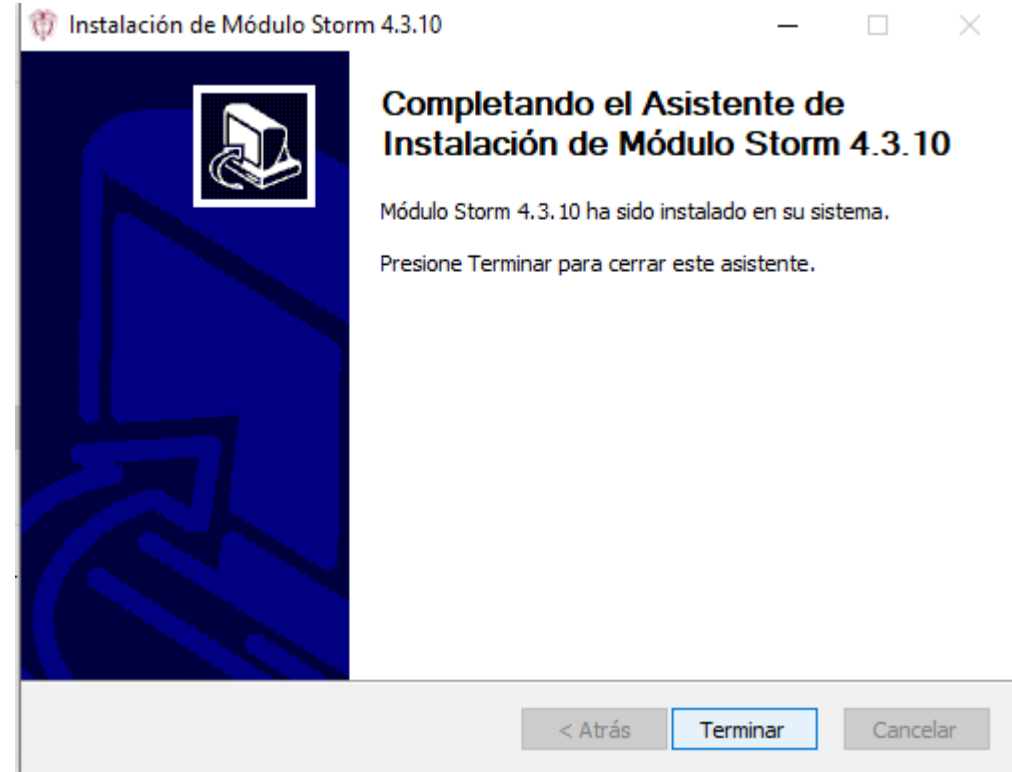 Instalación de Módulo Storm 4.3.10
Completando el Asistente de
Instalación de Módulo Storm 4.3.10
Módulo Storm 4.3.10 ha sido instalado en su sistema.
Presione Terminar para cerrar este asistente.
< Atrás
Terminar
Cancelar